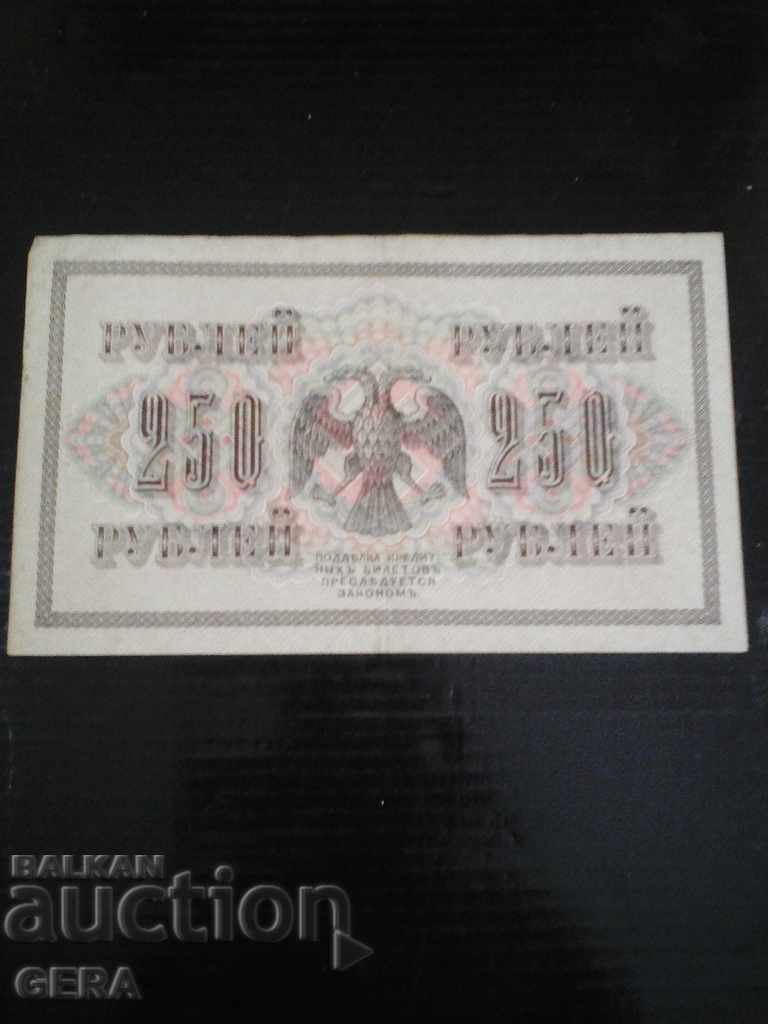 РУБЛЕЙ РУБЛЕЙ
250 250
РУБЛЕЙ РУБЛЕЙ
ПОДДѢЛКА КРЕДИТ-
НЫХЪ БИЛЕТОВЪ
ПРЕСЛѢДУЕТСЯ
ЗАКОНОМЪ.
BALKAN
auction
GERA